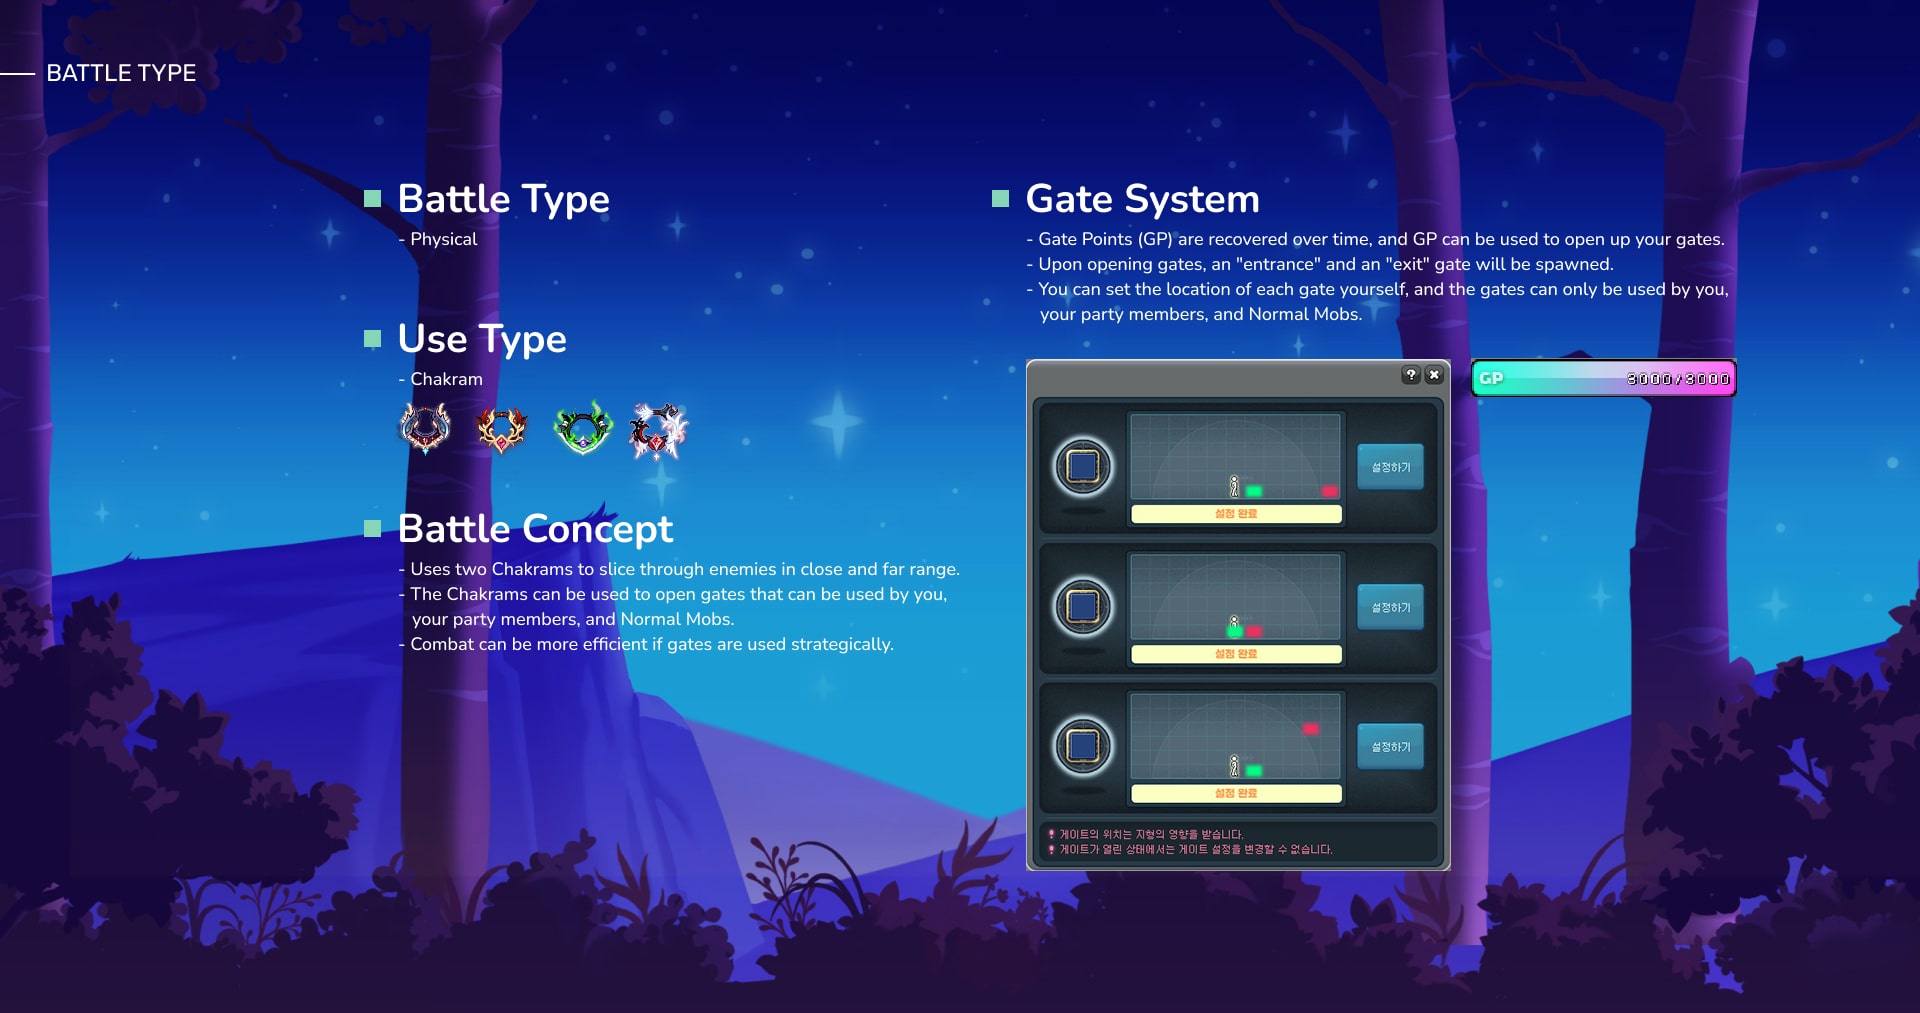 BATTLE TYPE
Battle Type
- Physical
Use Type
- Chakram
Battle Concept
- Uses two Chakrams to slice through enemies in close and far range.
- The Chakrams can be used to open gates that can be used by you,
your party members, and Normal Mobs.
- Combat can be more efficient if gates are used strategically.
Gate System
- Gate Points (GP) are recovered over time, and GP can be used to open up your gates.
- Upon opening gates, an "entrance" and an "exit" gate will be spawned.
- You can set the location of each gate yourself, and the gates can only be used by you,
your party members, and Normal Mobs.
GP 3000/3000
설정하기
설정 완료
설정하기
설정 완료
설정하기
설정 완료
게이트의 위치는 지형의 영향을 받습니다.
게이트가 열린 상태에서는 게이트 설정을 변경할 수 없습니다.